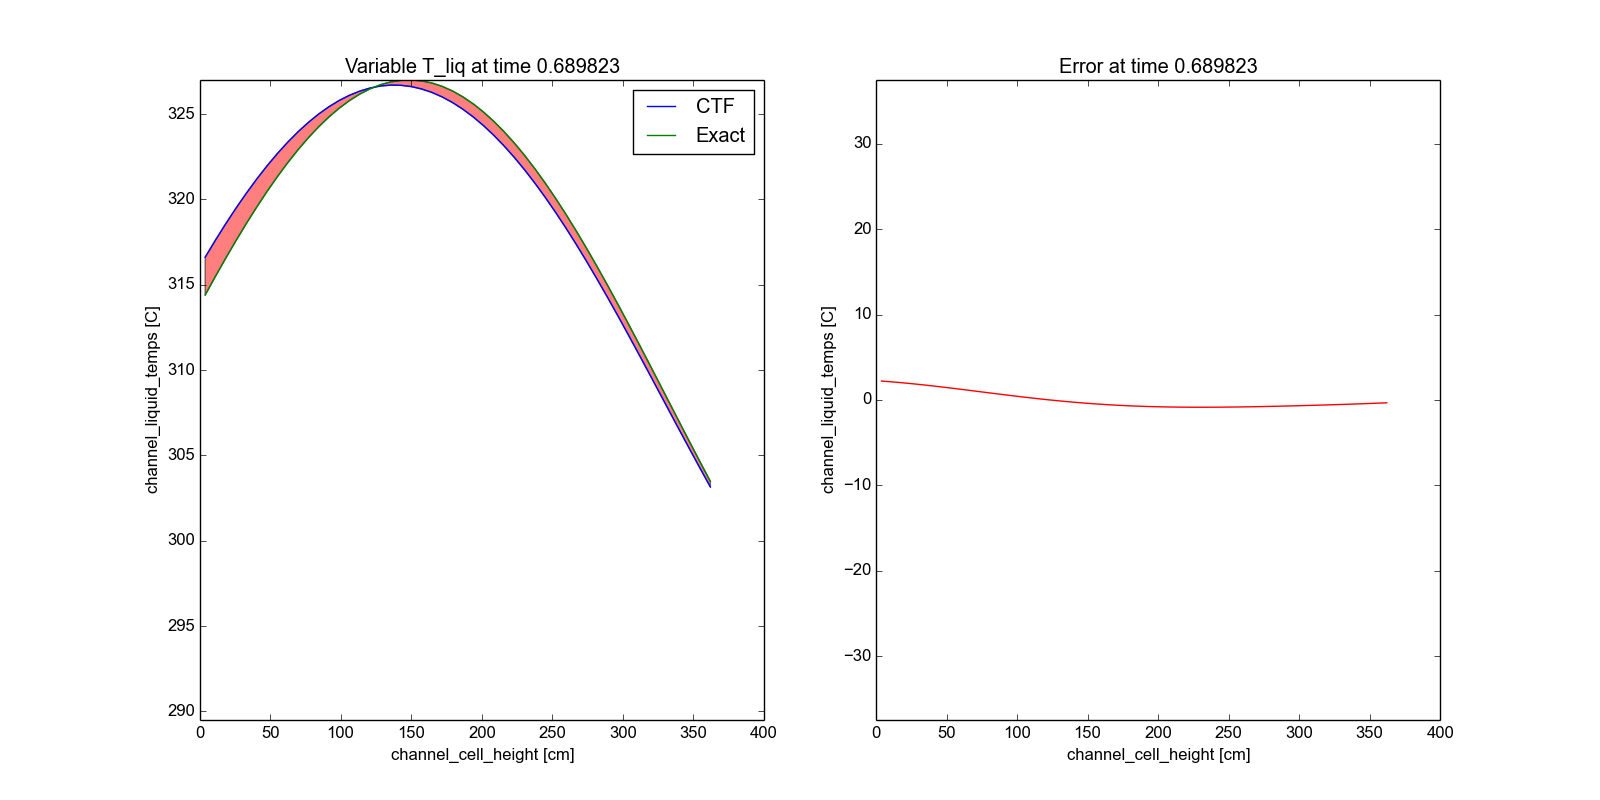 Variable T_liq at time 0.689823
CTF
Exact
325
320
315
310
305
300
295
290
channel_liquid_temps [C]
0 50 100 150 200 250 300 350 400
channel_cell_height [cm]
Error at time 0.689823
30
20
10
0
−10
−20
−30
channel_liquid_temps [C]
0 50 100 150 200 250 300 350 400
channel_cell_height [cm]